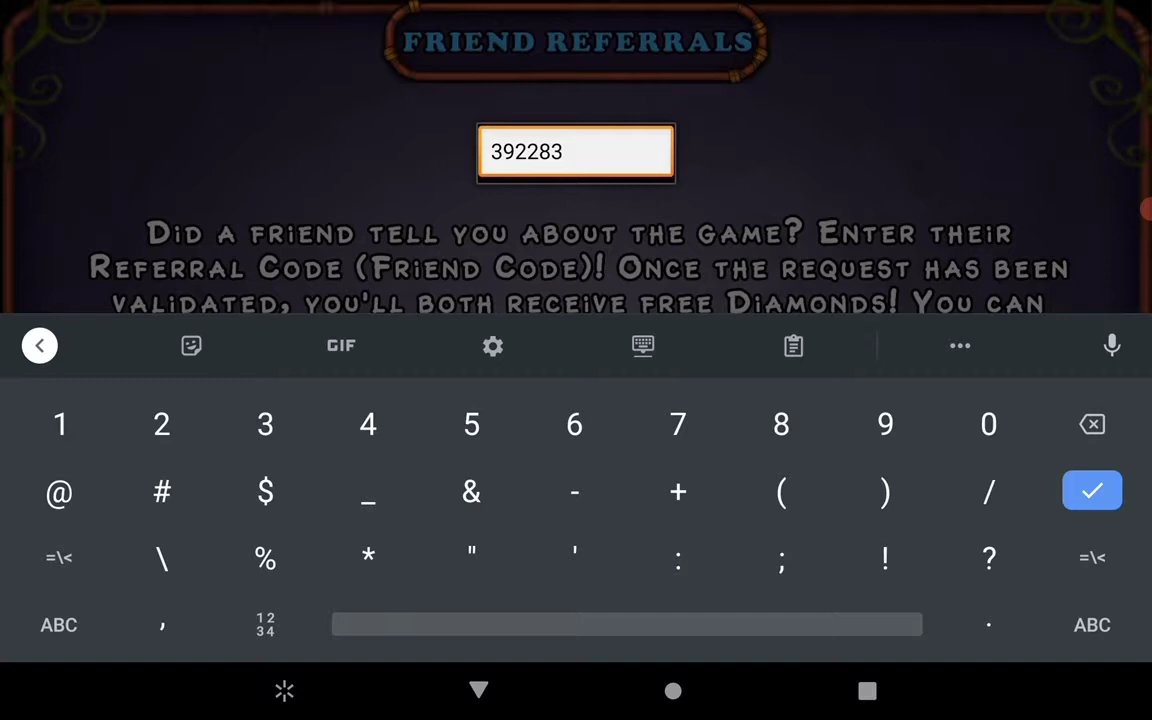 FRIEND REFERRALS
392283
Did a friend tell you about the game? Enter their
Referral Code (Friend Code)! Once the request has been
validated, you'll both receive free Diamonds! You can
GIF
1 2 3 4 5 6 7 8 9 0
@ # $ _ & - + ( ) /
=\< \ % * " ' : ; ! ? =\<
ABC , 12 34 . ABC